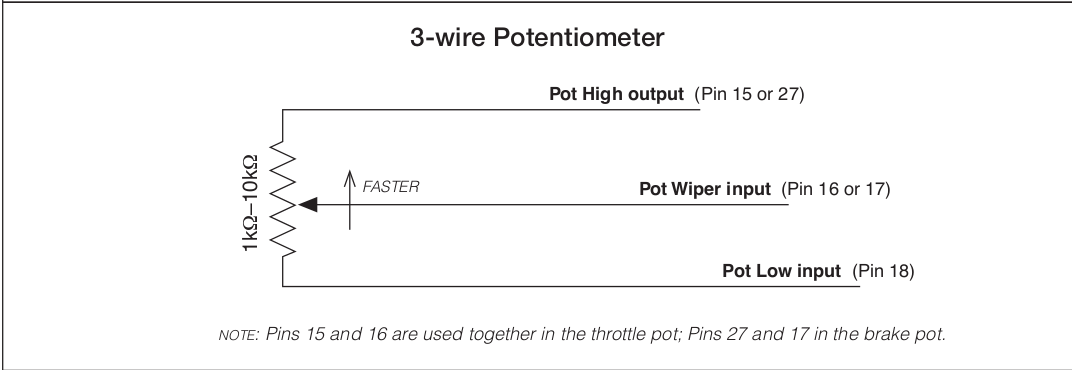 3-wire Potentiometer
Pot High output (Pin 15 or 27)
1kΩ–10kΩ
FASTER
Pot Wiper input (Pin 16 or 17)
Pot Low input (Pin 18)
NOTE: Pins 15 and 16 are used together in the throttle pot; Pins 27 and 17 in the brake pot.